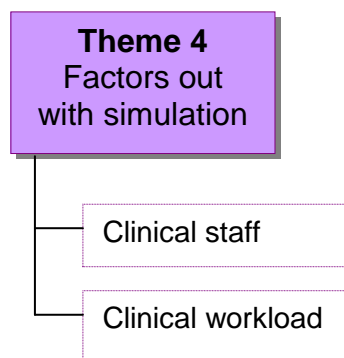 Theme 4
Factors out
with simulation
Clinical staff
Clinical workload